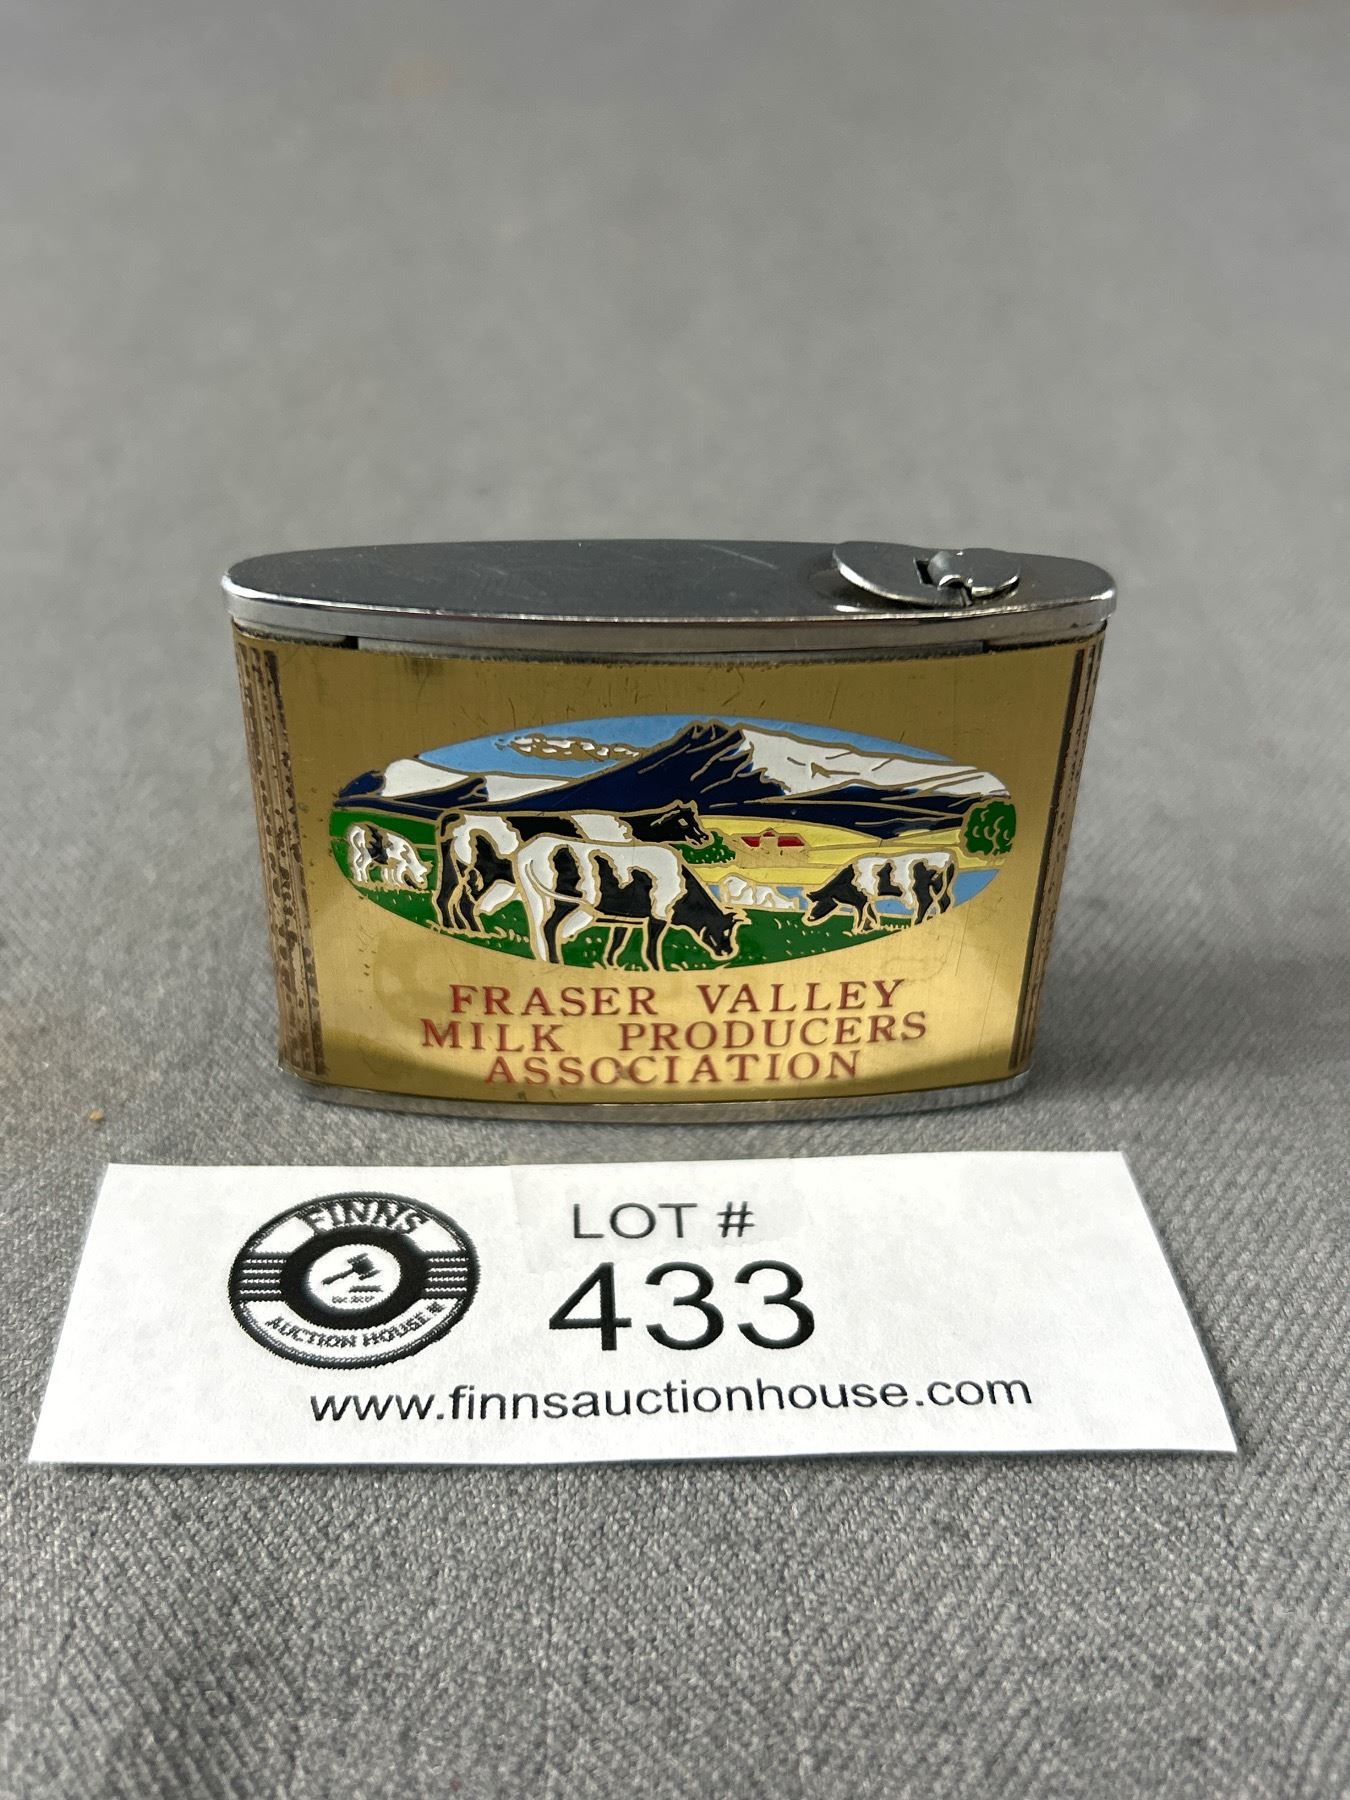 FRASER VALLEY
MILK PRODUCERS
ASSOCIATION
FINNS
AUCTION HOUSE
LOT #
433
www.finnsauctionhouse.com